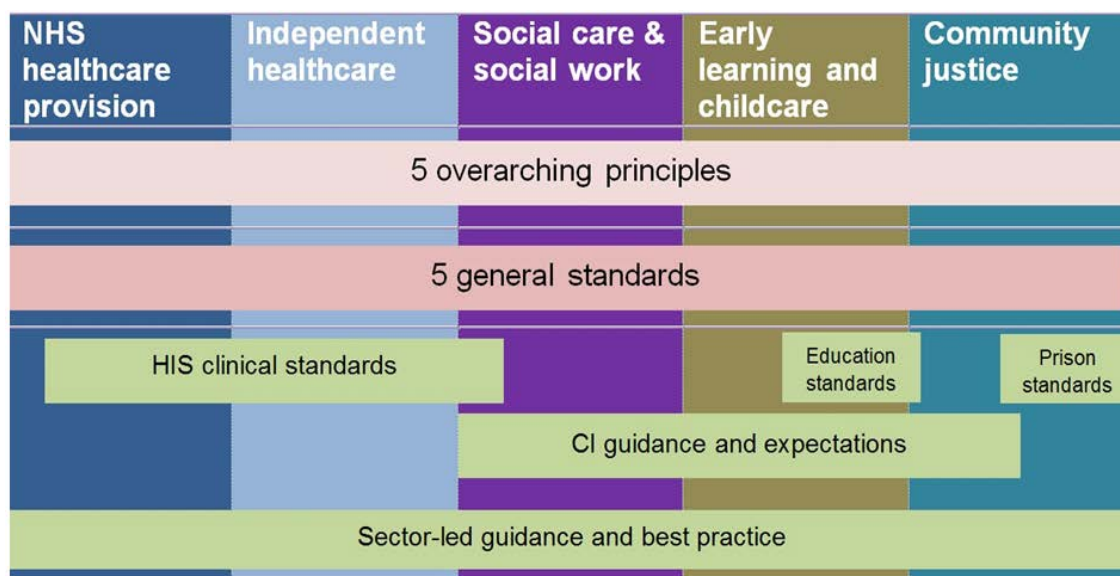 NHS
healthcare
provision
Independent
healthcare
Social care &
social work
Early
learning and
childcare
Community
justice
5 overarching principles
5 general standards
HIS clinical standards
Education
standards
Prison
standards
CI guidance and expectations
Sector-led guidance and best practice